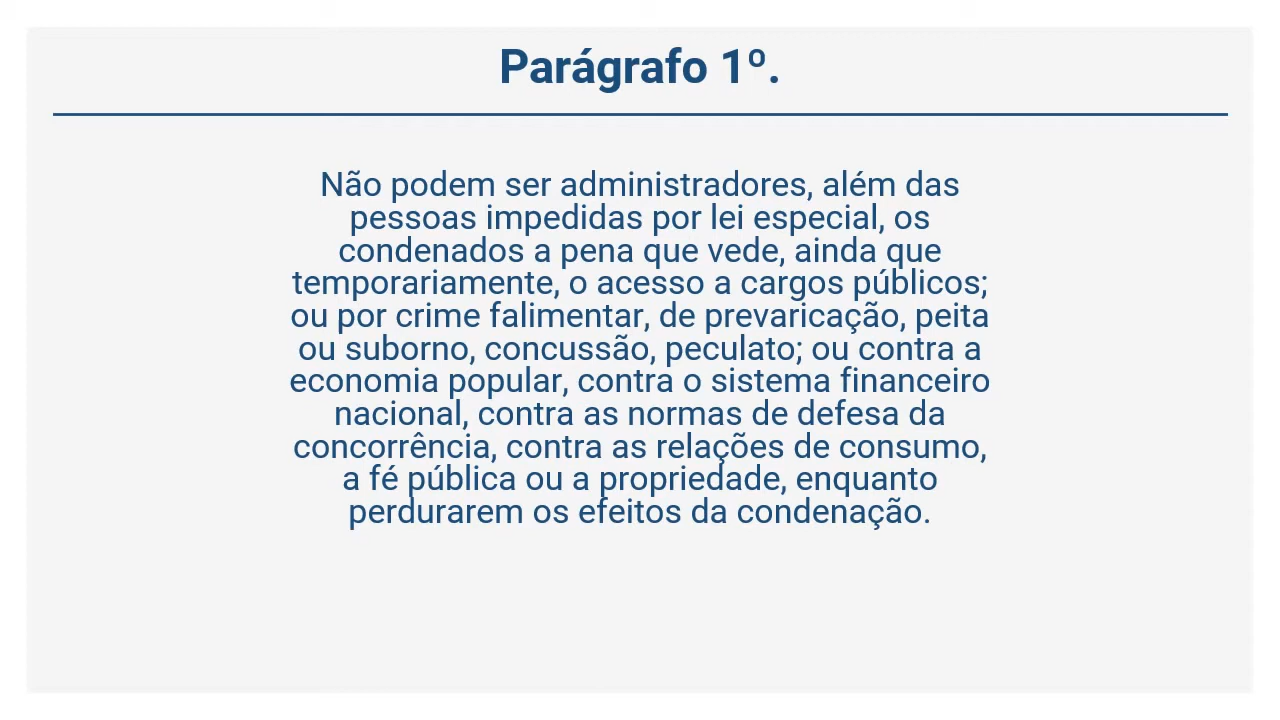 Parágrafo 1º.
Não podem ser administradores, além das
pessoas impedidas por lei especial, os
condenados a pena que vede, ainda que
temporariamente, o acesso a cargos públicos;
ou por crime falimentar, de prevaricação, peita
ou suborno, concussão, peculato; ou contra a
economia popular, contra o sistema financeiro
nacional, contra as normas de defesa da
concorrência, contra as relações de consumo,
a fé pública ou a propriedade, enquanto
perdurarem os efeitos da condenação.